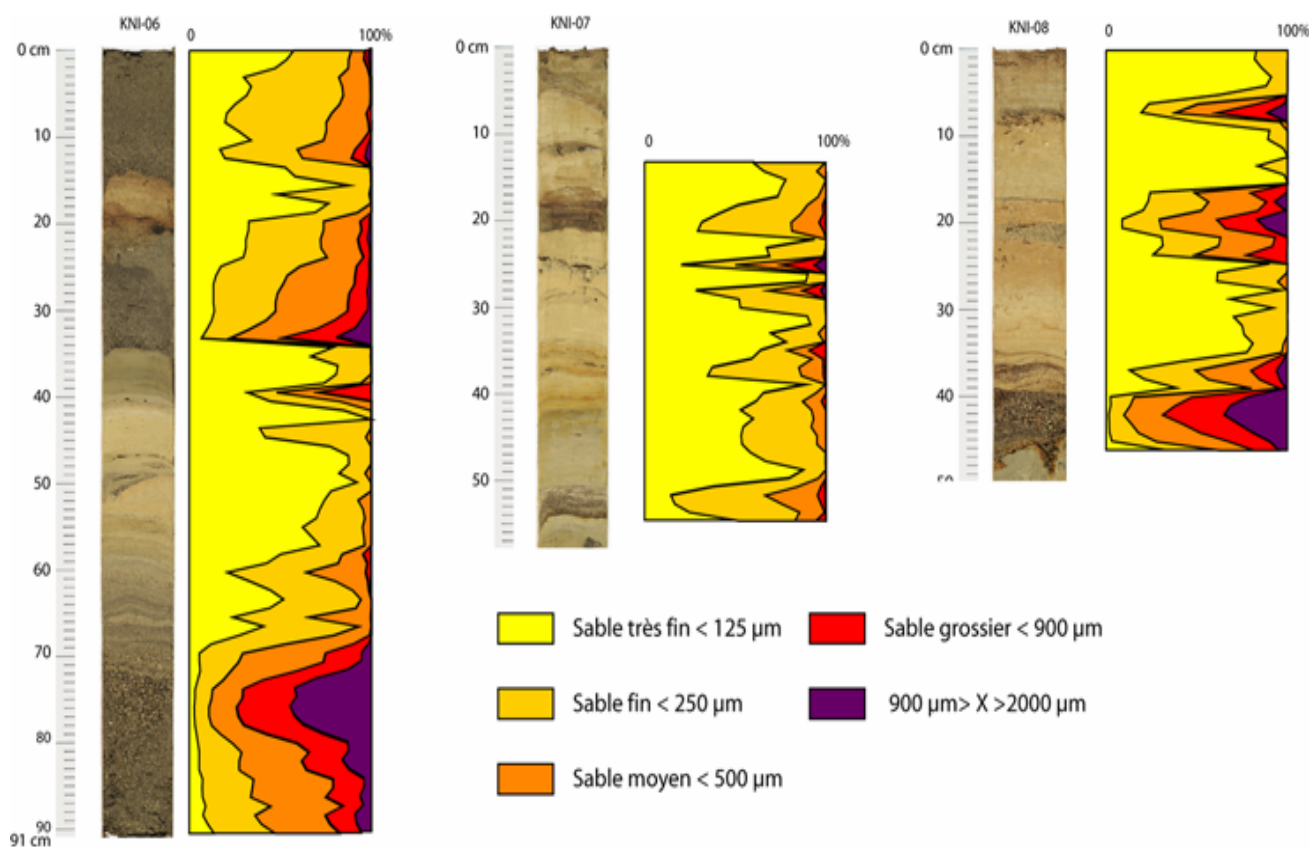 KNI-06
0 cm
0
100%
10
20
30
40
50
60
70
80
90
91 cm
KNI-07
0 cm
10
20
30
40
50
0
100%
KNI-08
0 cm
10
20
30
40
0
100%
Sable très fin < 125 µm
Sable fin < 250 µm
Sable moyen < 500 µm
Sable grossier < 900 µm
900 µm> X >2000 µm